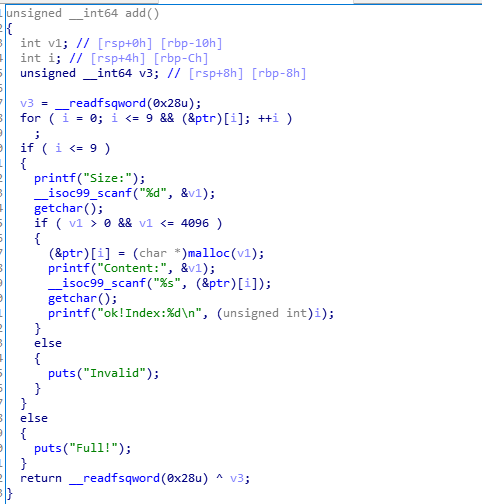 unsigned __int64 add()
{
  int v1; // [rsp+0h] [rbp-10h]
  int i; // [rsp+4h] [rbp-Ch]
  unsigned __int64 v3; // [rsp+8h] [rbp-8h]

  v3 = __readfsqword(0x28u);
  for ( i = 0; i <= 9 && (&ptr)[i]; ++i )
    ;
  if ( i <= 9 )
  {
    printf("Size:");
    __isoc99_scanf("%d", &v1);
    getchar();
    if ( v1 > 0 && v1 <= 4096 )
    {
      (&ptr)[i] = (char *)malloc(v1);
      printf("Content:", &v1);
      __isoc99_scanf("%s", (&ptr)[i]);
      getchar();
      printf("ok!Index:%d\n", (unsigned int)i);
    }
    else
    {
      puts("Invalid");
    }
  }
  else
  {
    puts("Full!");
  }
  return __readfsqword(0x28u) ^ v3;
}